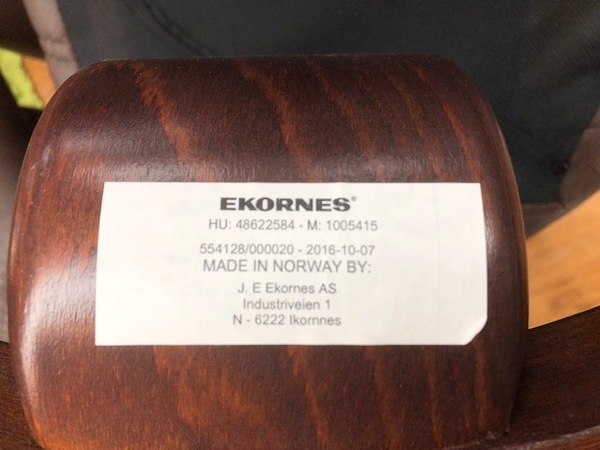 EKORNES®
HU: 48622584 - M: 1005415
554128/000020 - 2016-10-07
MADE IN NORWAY BY:
J. E Ekornes AS
Industriveien 1
N - 6222 Ikornnes